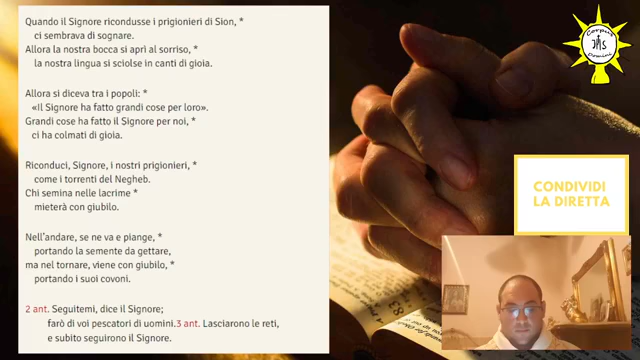 Quando il Signore ricondusse i prigionieri di Sion, *
ci sembrava di sognare.
Allora la nostra bocca si aprì al sorriso, *
la nostra lingua si sciolse in canti di gioia.
Allora si diceva tra i popoli: *
«Il Signore ha fatto grandi cose per loro».
Grandi cose ha fatto il Signore per noi, *
ci ha colmati di gioia.
Riconduci, Signore, i nostri prigionieri, *
come i torrenti del Negheb.
Chi semina nelle lacrime *
mieterà con giubilo.
Nell'andare, se ne va e piange, *
portando la semente da gettare,
ma nel tornare, viene con giubilo, *
portando i suoi covoni.
2 ant. Seguitemi, dice il Signore;
farò di voi pescatori di uomini.3 ant. Lasciarono le reti,
e subito seguirono il Signore.
Corpus
Domini
CONDIVIDI
LA DIRETTA
83